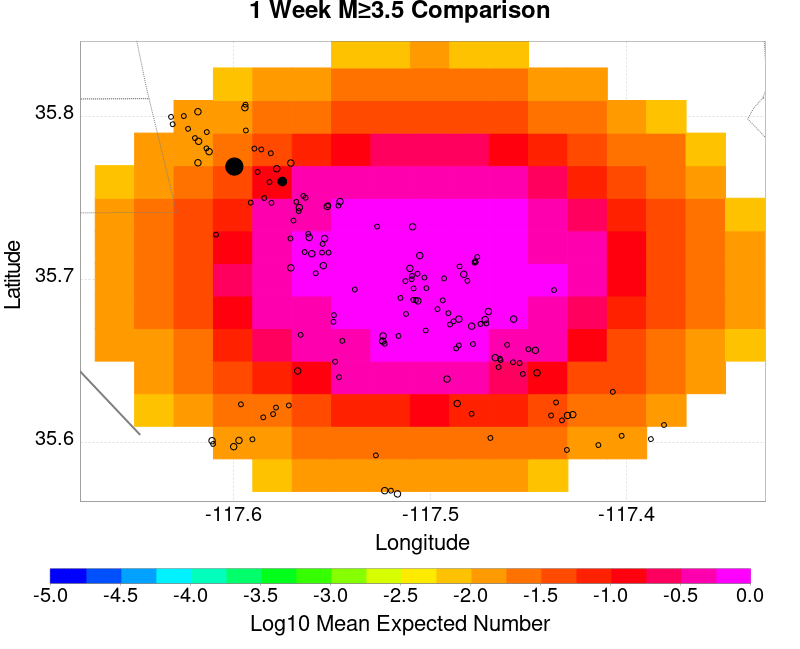 1 Week M≥3.5 Comparison
35.8
35.7
35.6
Latitude
-117.6 -117.5 -117.4
Longitude
-5.0 -4.5 -4.0 -3.5 -3.0 -2.5 -2.0 -1.5 -1.0 -0.5 0.0
Log10 Mean Expected Number